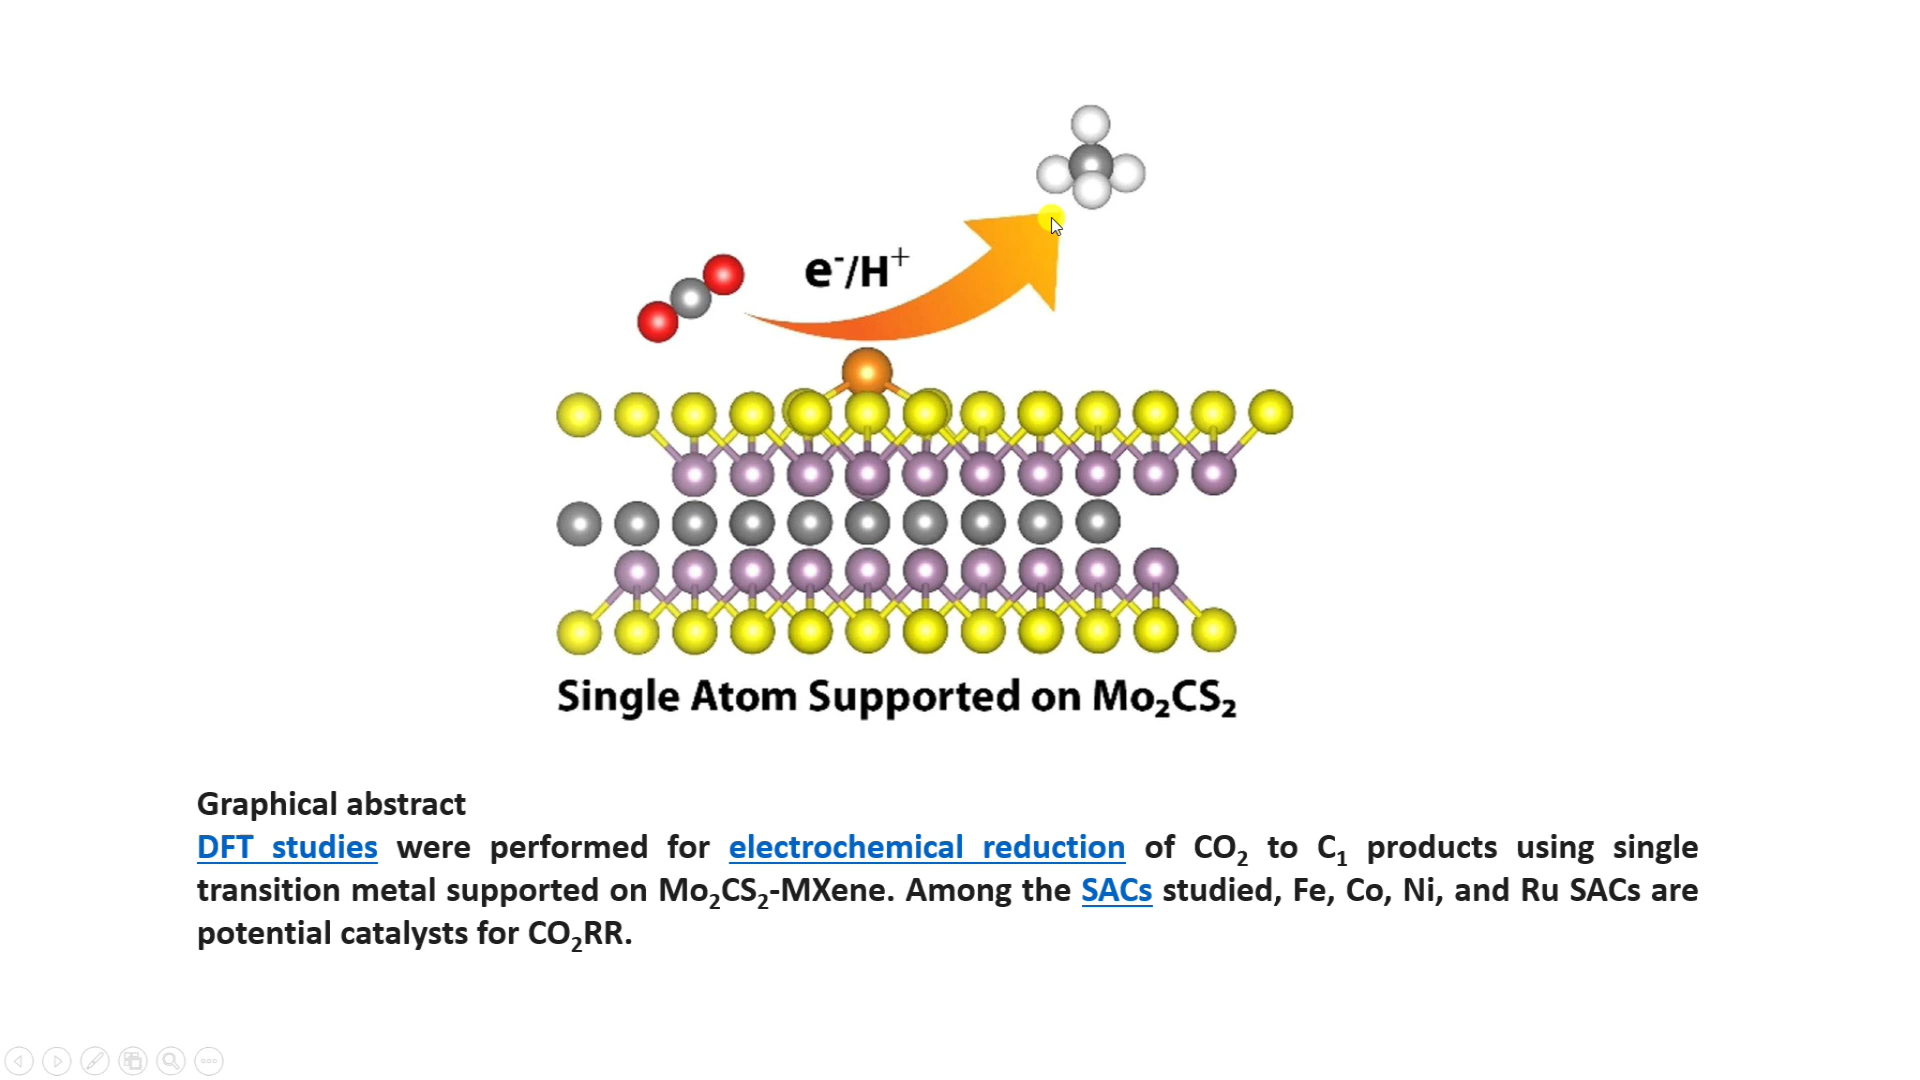 e⁻/H⁺
Single Atom Supported on Mo₂CS₂
Graphical abstract
DFT studies were performed for electrochemical reduction of CO₂ to C₁ products using single
transition metal supported on Mo₂CS₂-MXene. Among the SACs studied, Fe, Co, Ni, and Ru SACs are
potential catalysts for CO₂RR.